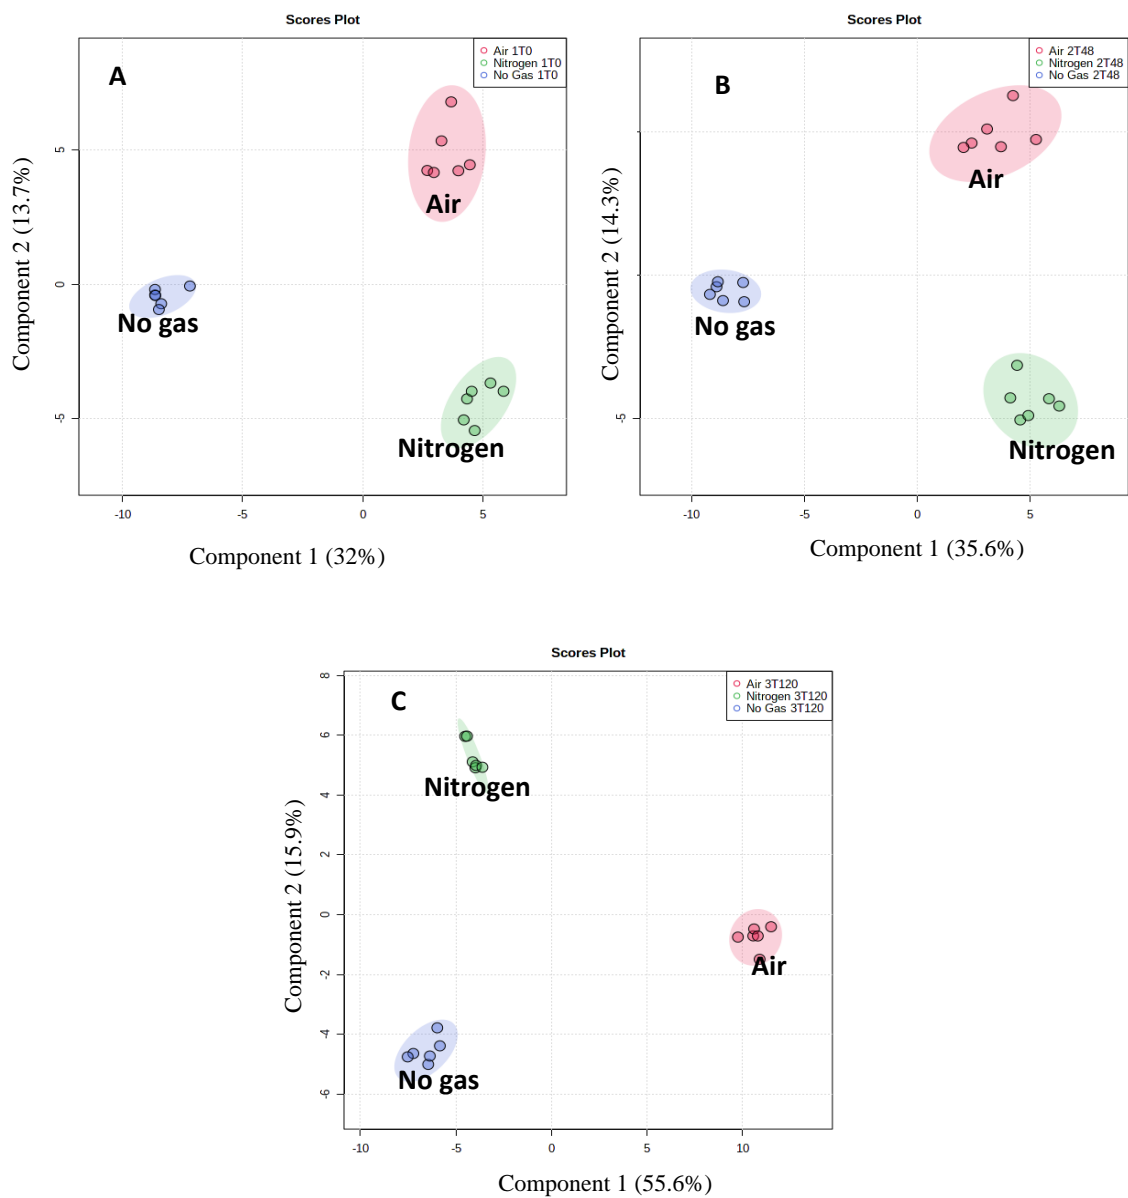 Scores Plot
A
Air 1T0
Nitrogen 1T0
No Gas 1T0
Component 2 (13.7%)
5
0
-5
Air
No gas
Nitrogen
-10
-5
0
5
Component 1 (32%)
Scores Plot
B
Air 2T48
Nitrogen 2T48
No Gas 2T48
Component 2 (14.3%)
-5
Air
No gas
Nitrogen
-10
-5
0
5
Component 1 (35.6%)
Scores Plot
C
Air 3T120
Nitrogen 3T120
No Gas 3T120
Component 2 (15.9%)
8
6
4
2
0
-2
-4
-6
Nitrogen
Air
No gas
-10
-5
0
5
10
Component 1 (55.6%)